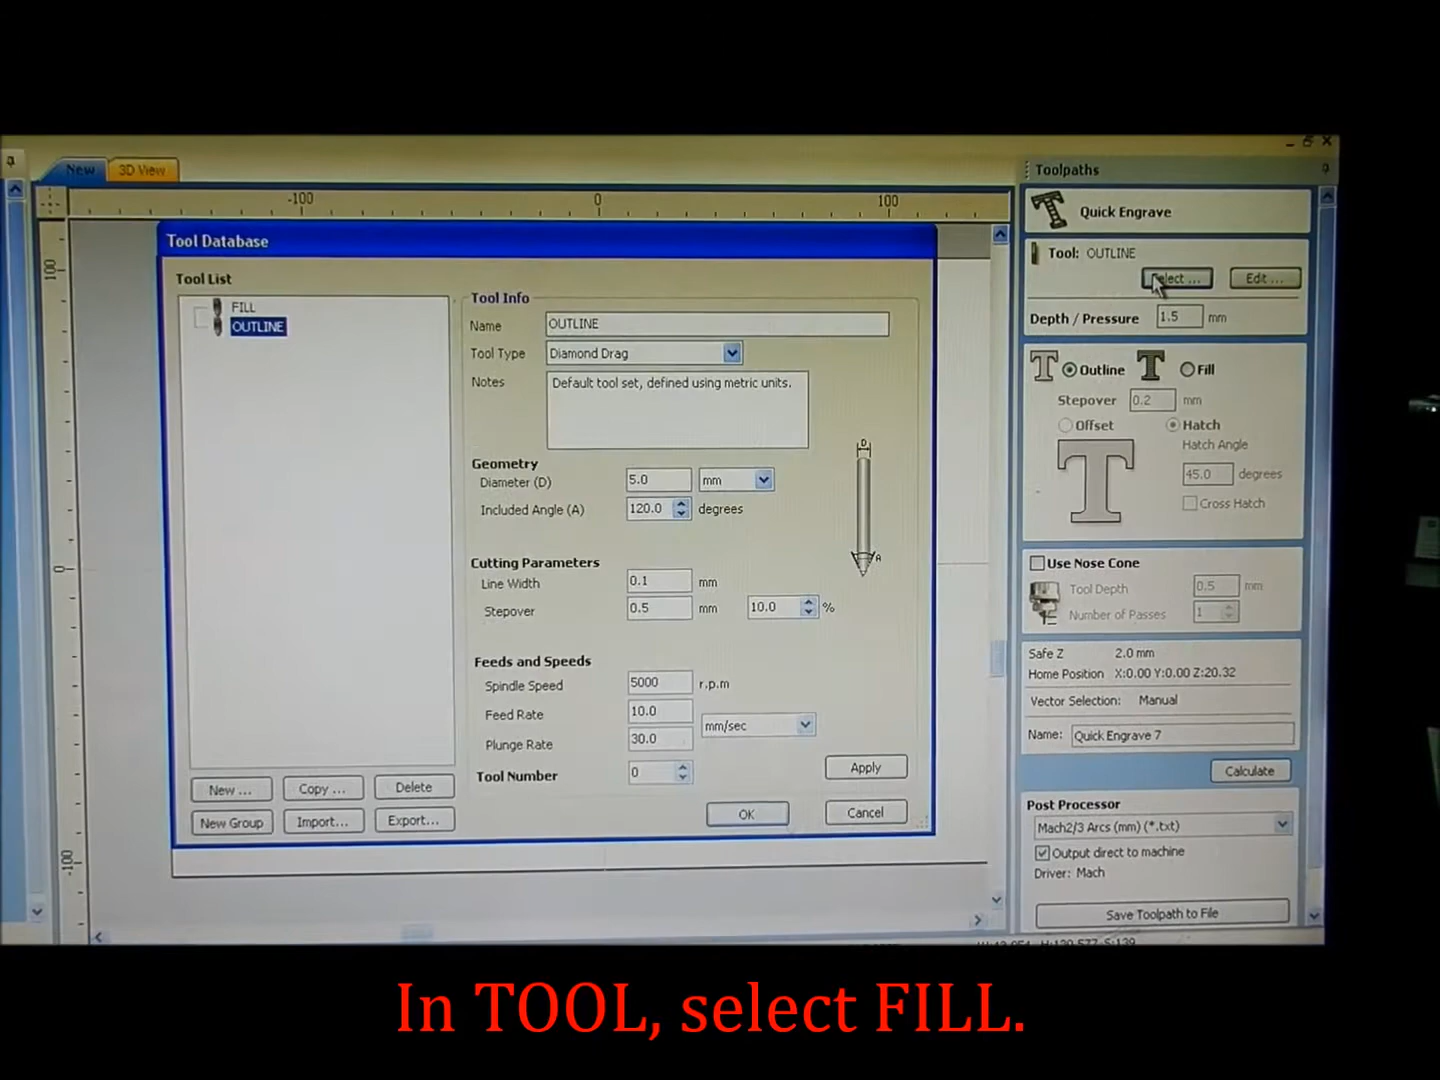 New
3D View
-100
0
100
100
0
-100
Tool Database
Tool List
FILL
OUTLINE
New ...
Copy ...
Delete
New Group
Import...
Export...
Tool Info
Name
OUTLINE
Tool Type
Diamond Drag
Notes
Default tool set, defined using metric units.
Geometry
Diameter (D)
5.0
mm
Included Angle (A)
120.0
degrees
D
A
Cutting Parameters
Line Width
0.1
mm
Stepover
0.5
mm
10.0
%
Feeds and Speeds
Spindle Speed
5000
r.p.m
Feed Rate
10.0
mm/sec
Plunge Rate
30.0
Tool Number
0
Apply
OK
Cancel
Toolpaths
Quick Engrave
Tool: OUTLINE
Edit ...
Depth / Pressure
1.5
mm
Outline
Fill
Stepover
0.2
mm
Offset
Hatch
Hatch Angle
45.0
degrees
Cross Hatch
Use Nose Cone
Tool Depth
0.5
mm
Number of Passes
1
Safe Z
2.0 mm
Home Position
X:0.00 Y:0.00 Z:20.32
Vector Selection:
Manual
Name:
Quick Engrave 7
Calculate
Post Processor
Mach2/3 Arcs (mm) (*.txt)
Output direct to machine
Driver: Mach
Save Toolpath to File
In TOOL, select FILL.